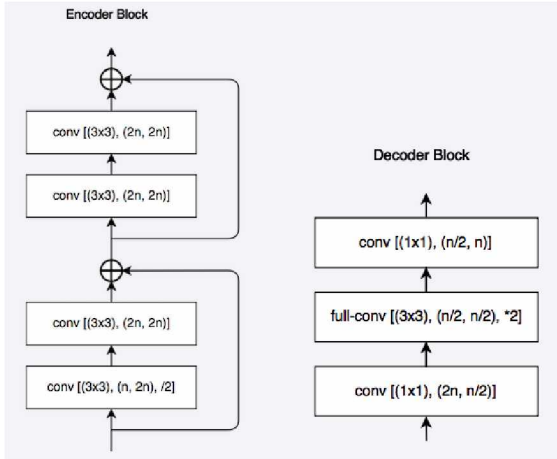 Encoder Block
conv [(3x3), (2n, 2n)]
conv [(3x3), (2n, 2n)]
conv [(3x3), (2n, 2n)]
conv [(3x3), (n, 2n), /2]
Decoder Block
conv [(1x1), (n/2, n)]
full-conv [(3x3), (n/2, n/2), *2]
conv [(1x1), (2n, n/2)]